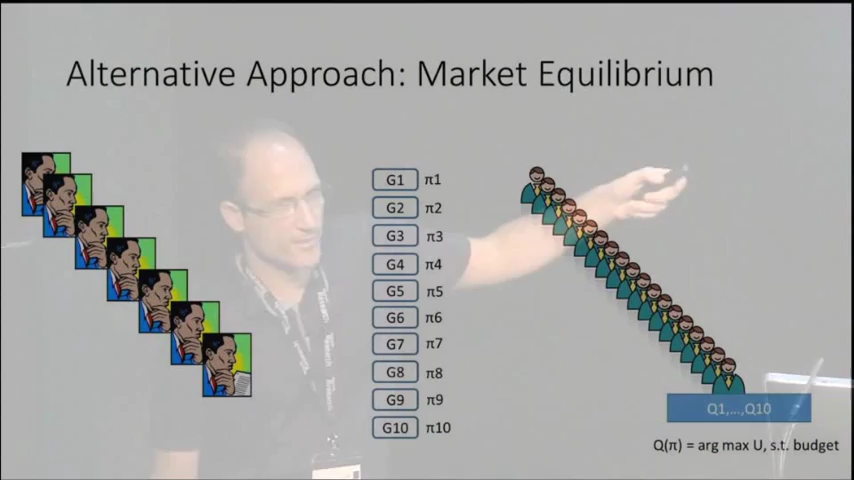 Alternative Approach: Market Equilibrium
G1 π1
G2 π2
G3 π3
G4 π4
G5 π5
G6 π6
G7 π7
G8 π8
G9 π9
G10 π10
Q1,...,Q10
Q(π) = arg max U, s.t. budget